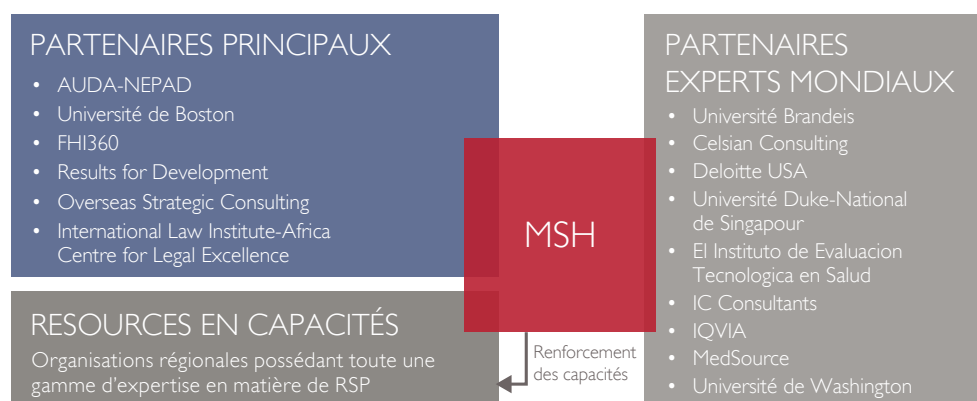 PARTENAIRES PRINCIPAUX
• AUDA-NEPAD
• Université de Boston
• FHI360
• Results for Development
• Overseas Strategic Consulting
• International Law Institute-Africa
Centre for Legal Excellence
RESOURCES EN CAPACITÉS
Organisations régionales possédant toute une
gamme d'expertise en matière de RSP
MSH
Renforcement
des capacités
PARTENAIRES
EXPERTS MONDIAUX
• Université Brandeis
• Celsian Consulting
• Deloitte USA
• Université Duke-National
de Singapour
• El Instituto de Evaluacion
Tecnologica en Salud
• IC Consultants
• IQVIA
• MedSource
• Université de Washington